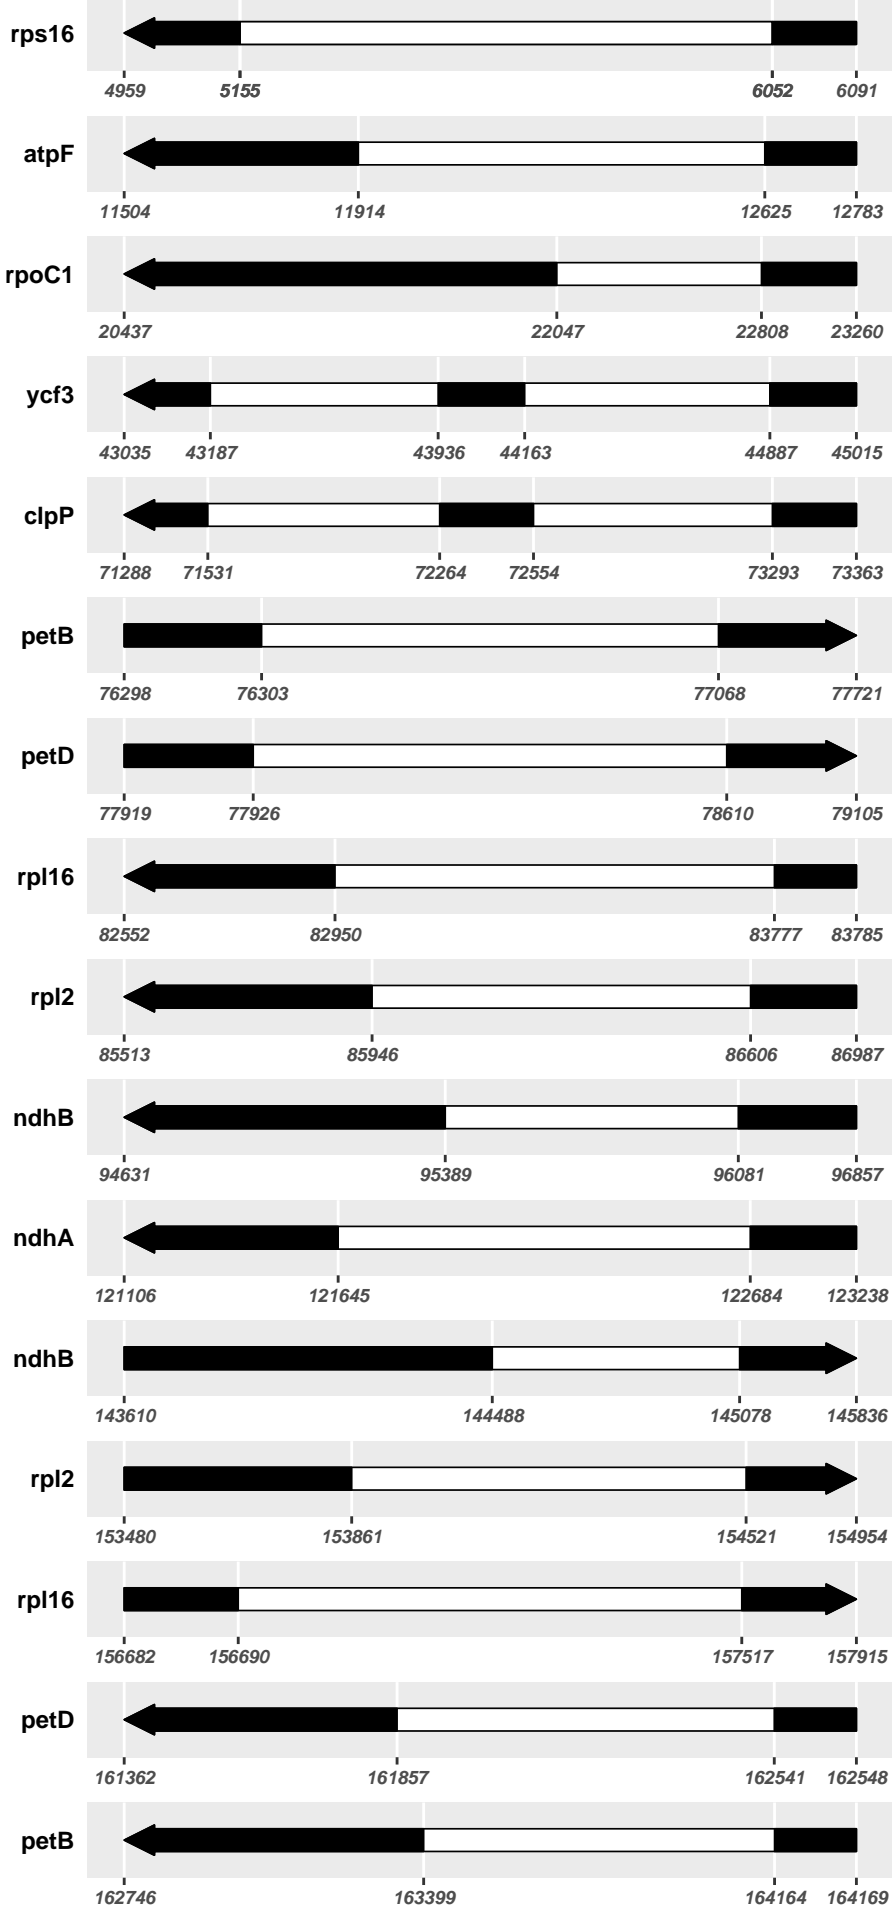 rps16
4959 5155 6052 6091
atpF
11504 11914 12625 12783
rpoC1
20437 22047 22808 23260
ycf3
43035 43187 43936 44163 44887 45015
clpP
71288 71531 72264 72554 73293 73363
petB
76298 76303 77068 77721
petD
77919 77926 78610 79105
rpl16
82552 82950 83777 83785
rpl2
85513 85946 86606 86987
ndhB
94631 95389 96081 96857
ndhA
121106 121645 122684 123238
ndhB
143610 144488 145078 145836
rpl2
153480 153861 154521 154954
rpl16
156682 156690 157517 157915
petD
161362 161857 162541 162548
petB
162746 163399 164164 164169